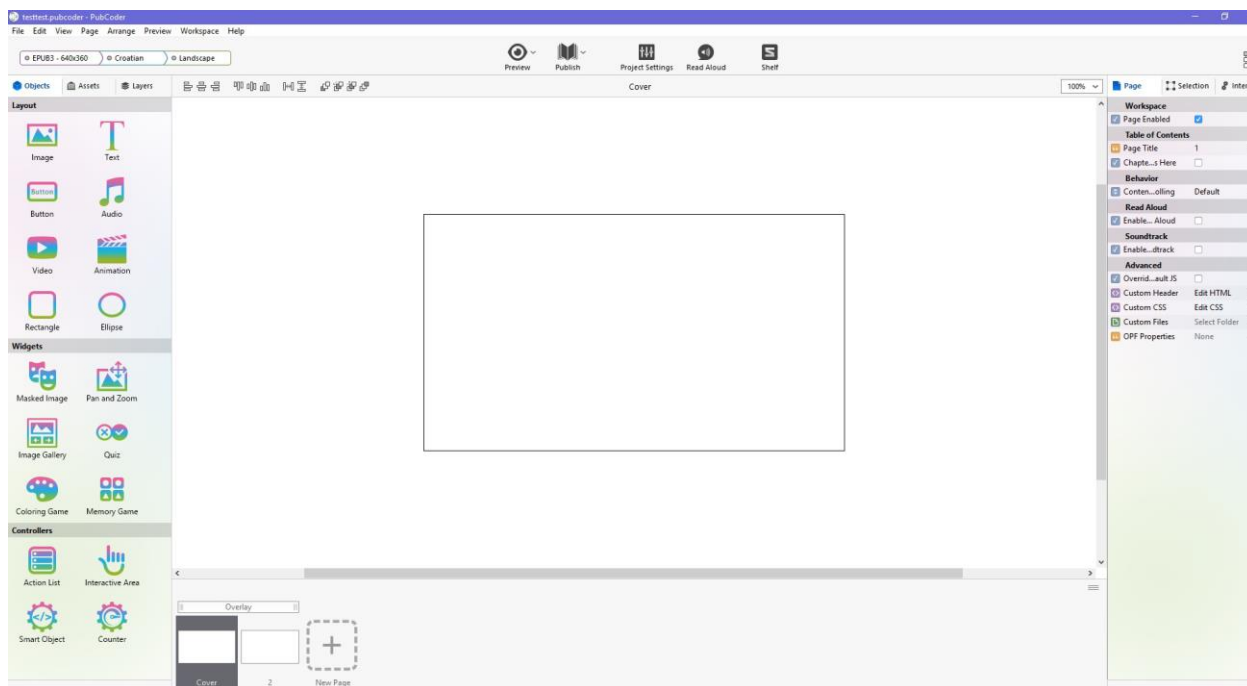 testtest.pubcoder - PubCoder
File Edit View Page Arrange Preview Workspace Help
EPUB3 - 640x360 Croatian Landscape
Preview Publish Project Settings Read Aloud Shelf
Objects Assets Layers Cover 100% Page Selection Inter
Layout
Image Text
Button
Button Audio
Video Animation
Rectangle Ellipse
Widgets
Masked Image Pan and Zoom
Image Gallery Quiz
Coloring Game Memory Game
Controllers
Action List Interactive Area
Smart Object Counter
Workspace
Page Enabled
Table of Contents
Page Title 1
Chapte...s Here
Behavior
Conten...olling Default
Read Aloud
Enable... Aloud
Soundtrack
Enable...dtrack
Advanced
Overrid...ault JS
Custom Header Edit HTML
Custom CSS Edit CSS
Custom Files Select Folder
OPF Properties None
Overlay
Cover 2 New Page